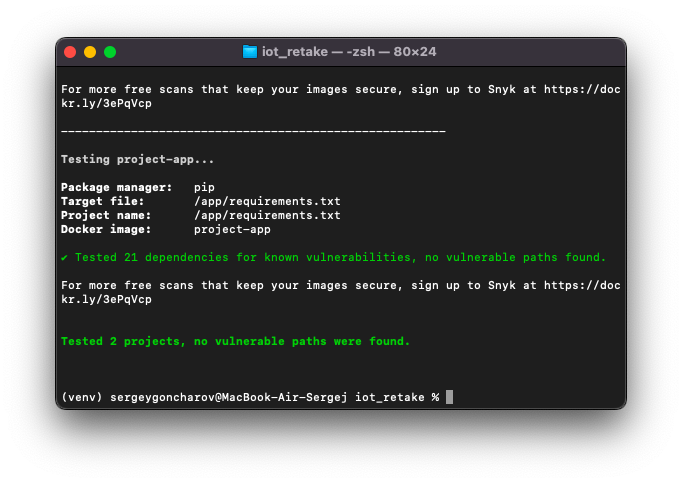 iot_retake — -zsh — 80×24
For more free scans that keep your images secure, sign up to Snyk at https://doc
kr.ly/3ePqVcp
-------------------------------------------------------
Testing project-app...
Package manager:   pip
Target file:       /app/requirements.txt
Project name:      /app/requirements.txt
Docker image:      project-app
✔ Tested 21 dependencies for known vulnerabilities, no vulnerable paths found.
For more free scans that keep your images secure, sign up to Snyk at https://doc
kr.ly/3ePqVcp
Tested 2 projects, no vulnerable paths were found.
(venv) sergeygoncharov@MacBook-Air-Sergej iot_retake %